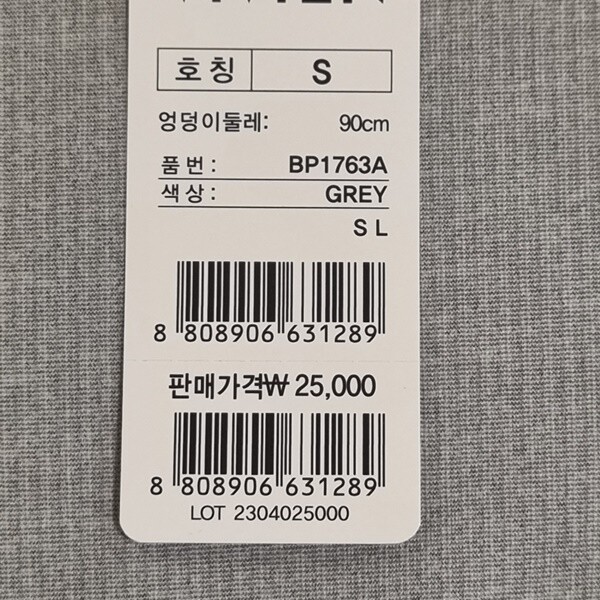 호칭 S
엉덩이둘레: 90cm
품번: BP1763A
색상: GREY
S L
8 808906 631289
판매가격₩ 25,000
8 808906 631289
LOT 2304025000